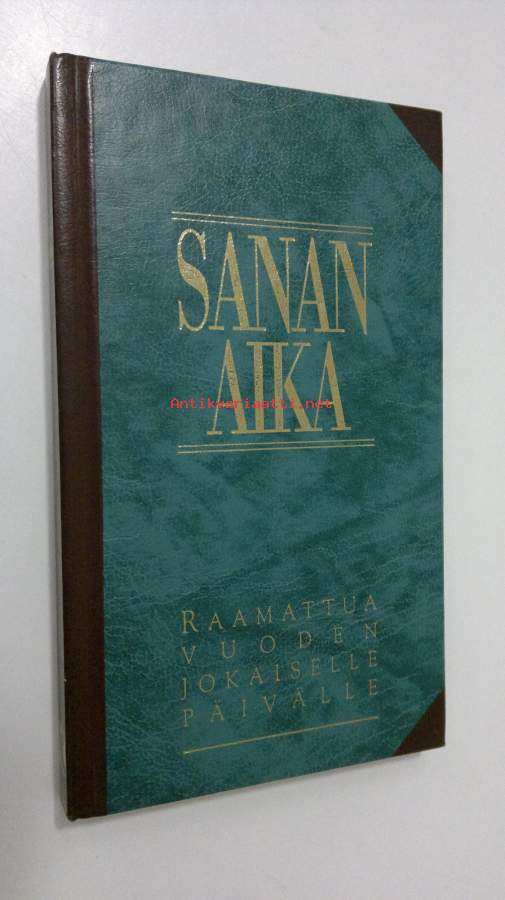 SANAN
AIKA
Antikvariaatti.net
RAAMATTUA
VUODEN
JOKAISELLE
PÄIVÄLLE